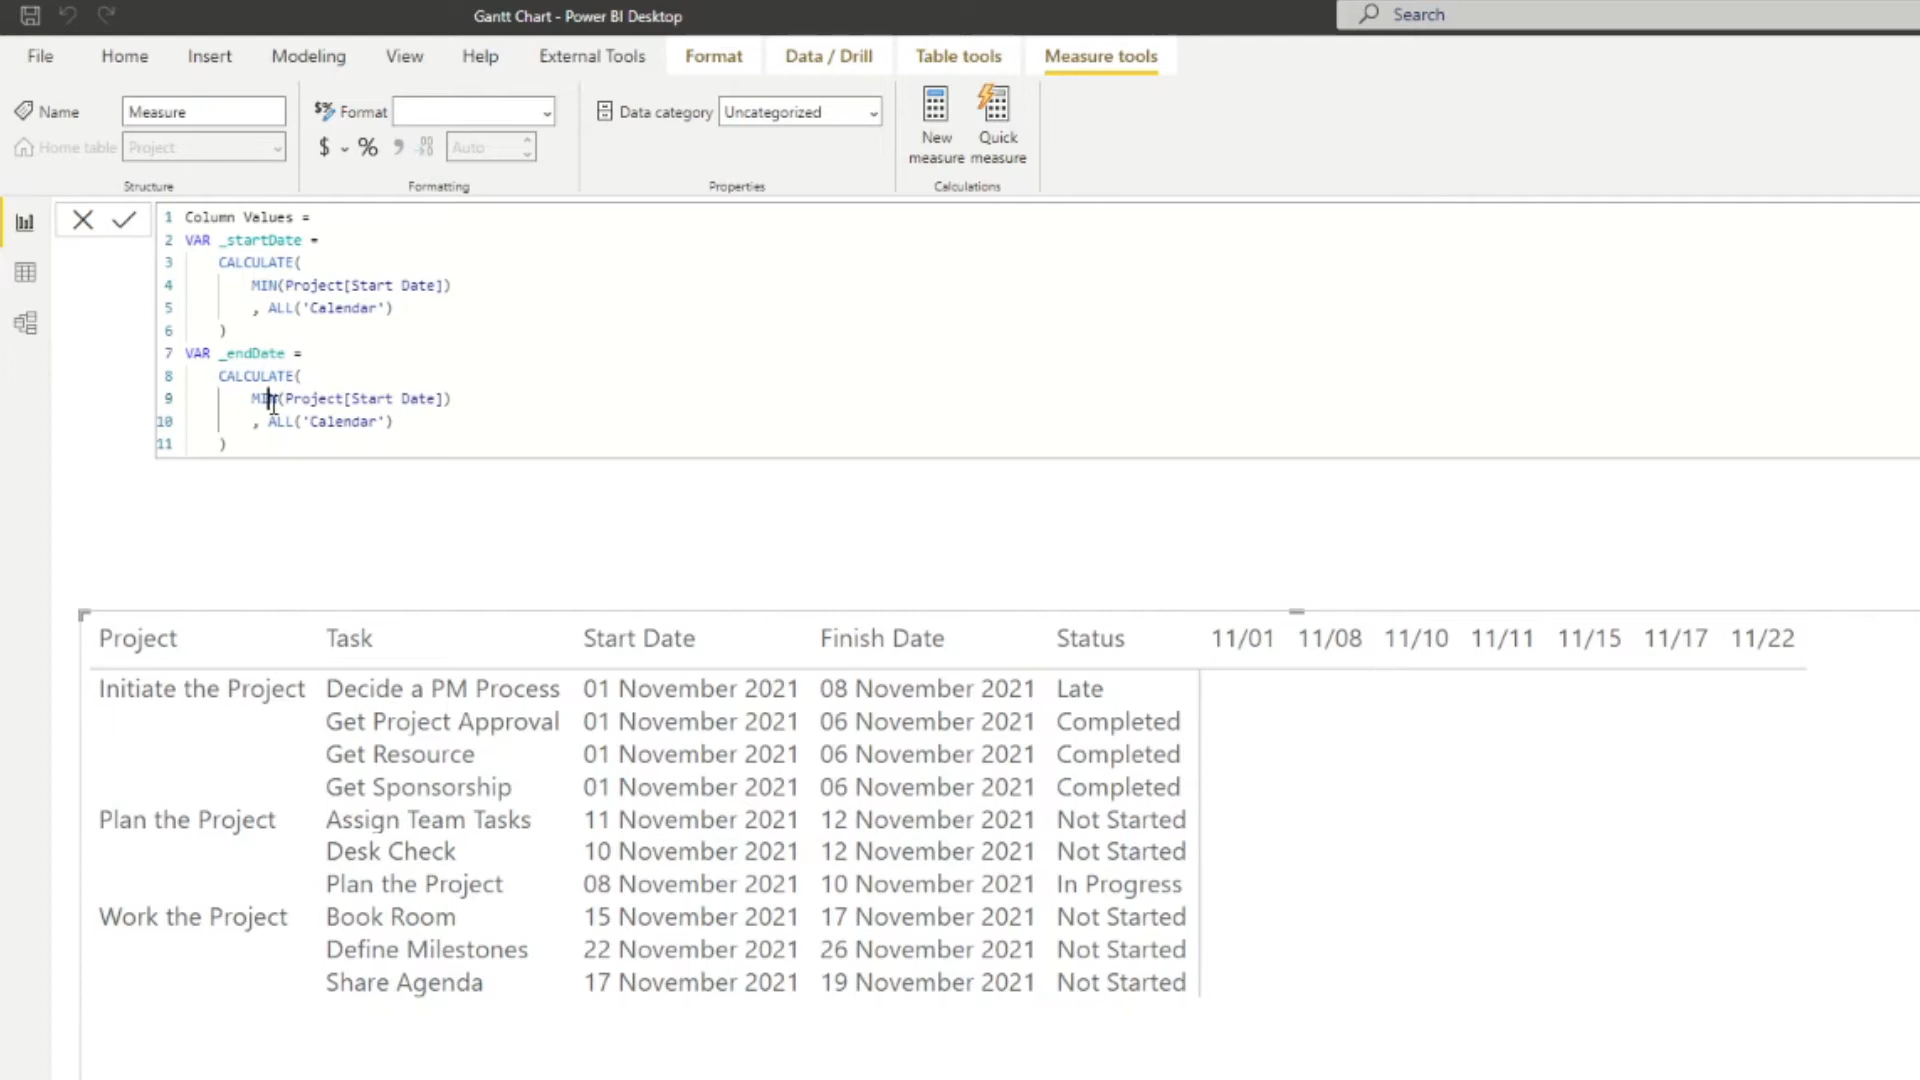 Gantt Chart - Power BI Desktop
Search
File Home Insert Modeling View Help External Tools Format Data / Drill Table tools Measure tools
Name Measure
Home table Project
Structure
$% Format
$ % 9 .00 Auto
Formatting
Data category Uncategorized
Properties
New measure
Quick measure
Calculations
1 Column Values =
2 VAR _startDate =
3 CALCULATE(
4 MIN(Project[Start Date])
5 , ALL('Calendar')
6 )
7 VAR _endDate =
8 CALCULATE(
9 MIN(Project[Start Date])
10 , ALL('Calendar')
11 )
Project Task Start Date Finish Date Status 11/01 11/08 11/10 11/11 11/15 11/17 11/22
Initiate the Project Decide a PM Process 01 November 2021 08 November 2021 Late
Get Project Approval 01 November 2021 06 November 2021 Completed
Get Resource 01 November 2021 06 November 2021 Completed
Get Sponsorship 01 November 2021 06 November 2021 Completed
Plan the Project Assign Team Tasks 11 November 2021 12 November 2021 Not Started
Desk Check 10 November 2021 12 November 2021 Not Started
Plan the Project 08 November 2021 10 November 2021 In Progress
Work the Project Book Room 15 November 2021 17 November 2021 Not Started
Define Milestones 22 November 2021 26 November 2021 Not Started
Share Agenda 17 November 2021 19 November 2021 Not Started